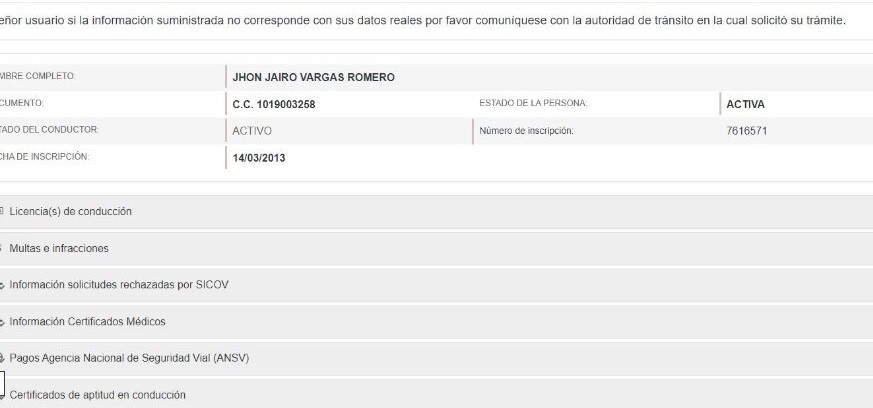 eñor usuario si la información suministrada no corresponde con sus datos reales por favor comuníquese con la autoridad de tránsito en la cual solicitó su trámite.
MBRE COMPLETO: JHON JAIRO VARGAS ROMERO
CUMENTO: C.C. 1019003258 ESTADO DE LA PERSONA: ACTIVA
TADO DEL CONDUCTOR: ACTIVO Número de inscripción: 7616571
CHA DE INSCRIPCIÓN: 14/03/2013
Licencia(s) de conducción
Multas e infracciones
Información solicitudes rechazadas por SICOV
Información Certificados Médicos
Pagos Agencia Nacional de Seguridad Vial (ANSV)
Certificados de aptitud en conducción